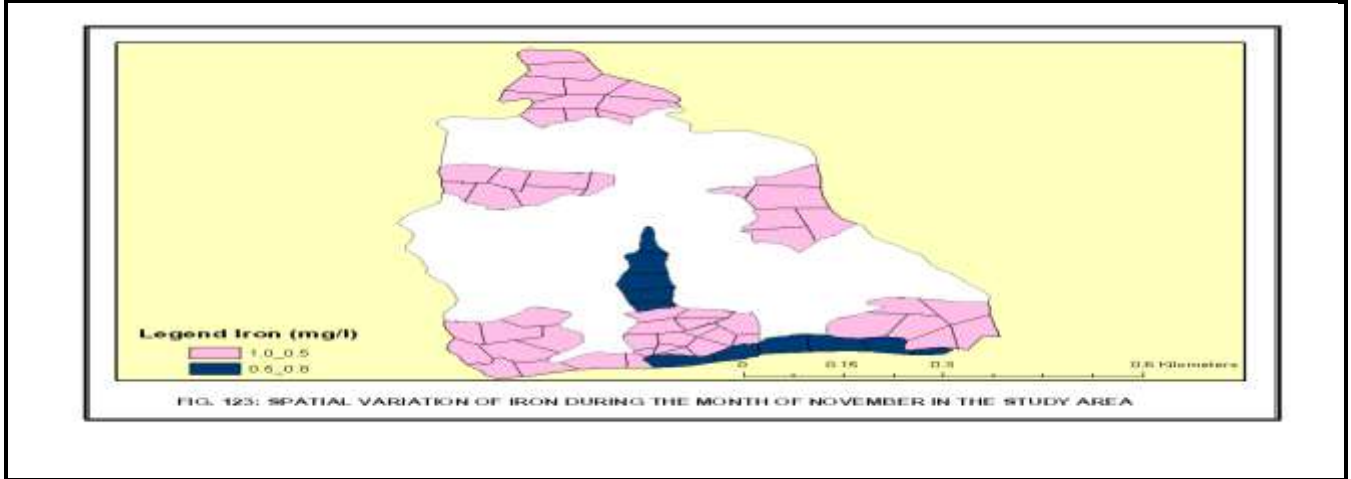 Legend Iron (mg/l)
1.0_0.5
0.6_0.8
0 0.15 0.3 0.6 Kilometers
FIG. 123: SPATIAL VARIATION OF IRON DURING THE MONTH OF NOVEMBER IN THE STUDY AREA